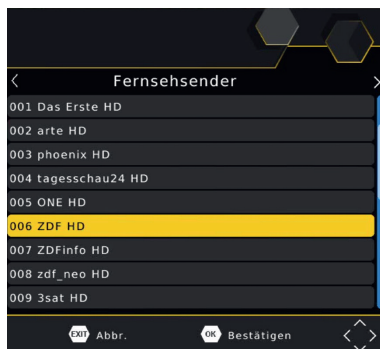 Fernsehsender
001 Das Erste HD
002 arte HD
003 phoenix HD
004 tagesschau24 HD
005 ONE HD
006 ZDF HD
007 ZDFinfo HD
008 zdf_neo HD
009 3sat HD
EXIT Abbr. OK Bestätigen